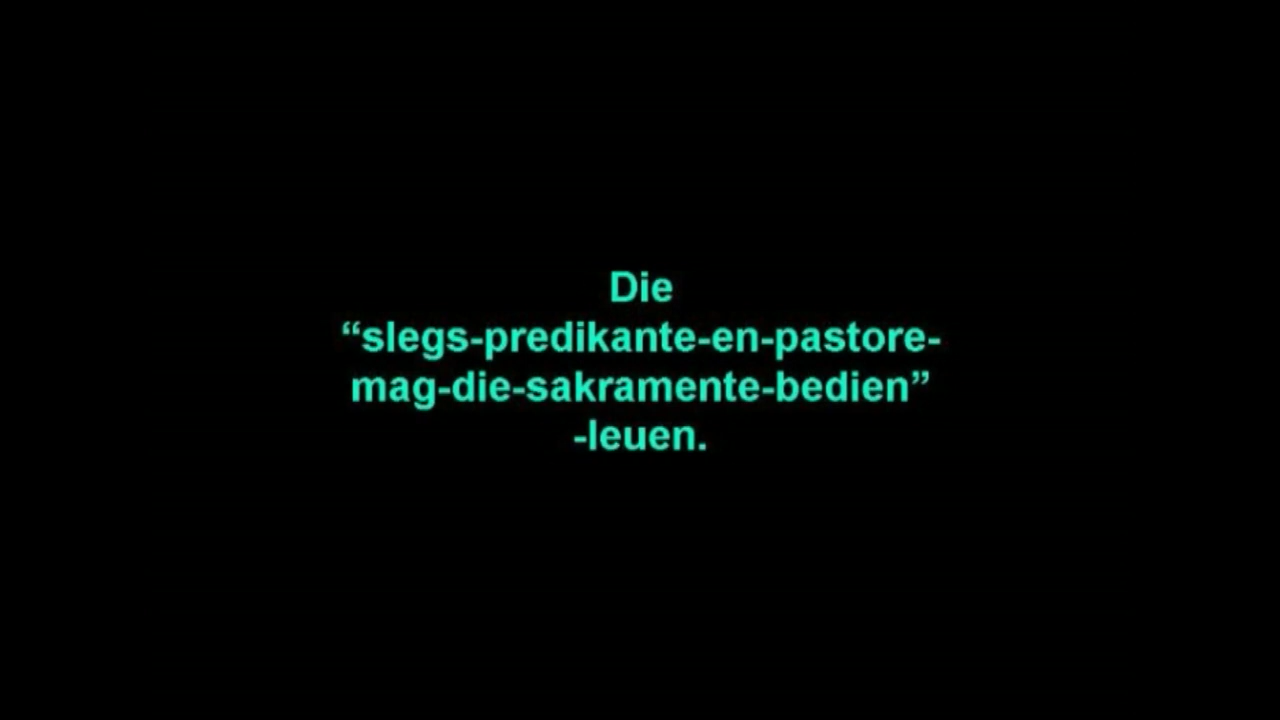 Die
“slegs-predikante-en-pastore-
mag-die-sakramente-bedien”
-leuen.